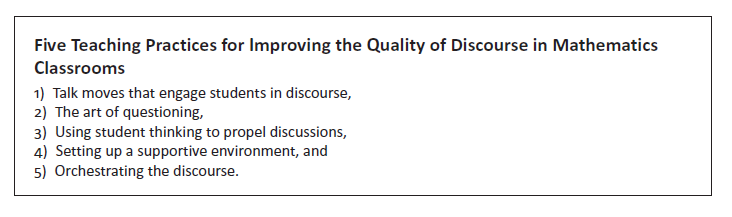 Five Teaching Practices for Improving the Quality of Discourse in Mathematics
Classrooms
1) Talk moves that engage students in discourse,
2) The art of questioning,
3) Using student thinking to propel discussions,
4) Setting up a supportive environment, and
5) Orchestrating the discourse.